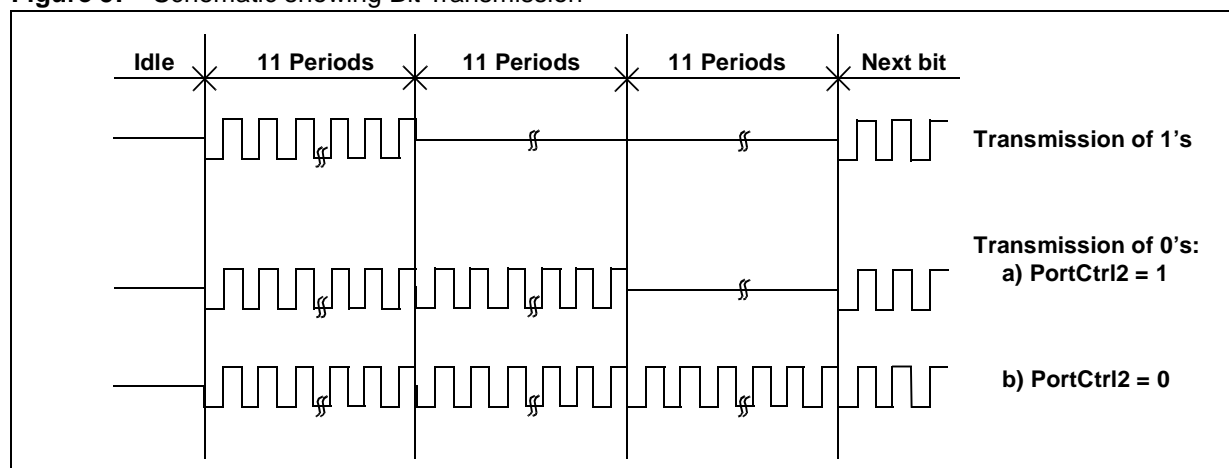 Figure Schematic showing Bit Transmission
Idle 11 Periods 11 Periods 11 Periods Next bit
Transmission of 1's
Transmission of 0's:
a) PortCtrl2 = 1
b) PortCtrl2 = 0